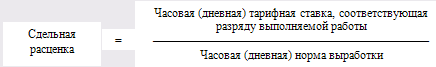 Сдельная
расценка
=
Часовая (дневная) тарифная ставка, соответствующая
разряду выполняемой работы
Часовая (дневная) норма выработки